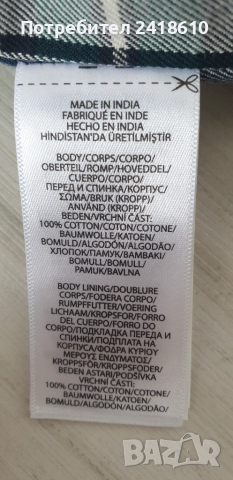 Потребител 2418610
MADE IN INDIA
FABRIQUÉ EN INDE
HECHO EN INDIA
HİNDİSTAN'DA ÜRETİLMİŞTİR
BODY/CORPS/CORPO/
OBERTEIL/ROMP/HOVEDDEL/
CUERPO/CORPO/
ПЕРЕД И СПИНКА/КОРПУС/
ΣΩΜΑ/BRUK (KROPP)/
ANVÄND (KROPP)/
BEDEN/VRCHNÍ ČÁST:
100% COTTON/COTON/COTONE/
BAUMWOLLE/KATOEN/
BOMULD/ALGODÓN/ALGODÃO/
ХЛОПОК/ПАМУК/ΒΑΜΒΑΚΙ/
BOMULL/BOMULL/
PAMUK/BAVLNA
BODY LINING/DOUBLURE
CORPS/FODERA CORPO/
RUMPFFUTTER/VOERING
LICHAAM/KROPSFOR/FORRO
DEL CUERPO/FORRO DO
CORPO/ПОДКЛАДКА ПЕРЕДА И
СПИНКИ/ПОДПЛАТА НА
КОРПУСА/ΦΟΔΡΑ ΚΥΡΙΟΥ
ΜΕΡΟΥΣ ΕΝΔΥΜΑΤΟΣ/
KROPPSFÔR/KROPPSFODER/
BEDEN ASTARI/PODŠÍVKA
VRCHNÍ ČÁSTI:
100% COTTON/COTON/COTONE/
BAUMWOLLE/KATOEN/
BOMULD/ALGODÓN/ALGODÃO/
BAZAR
bg